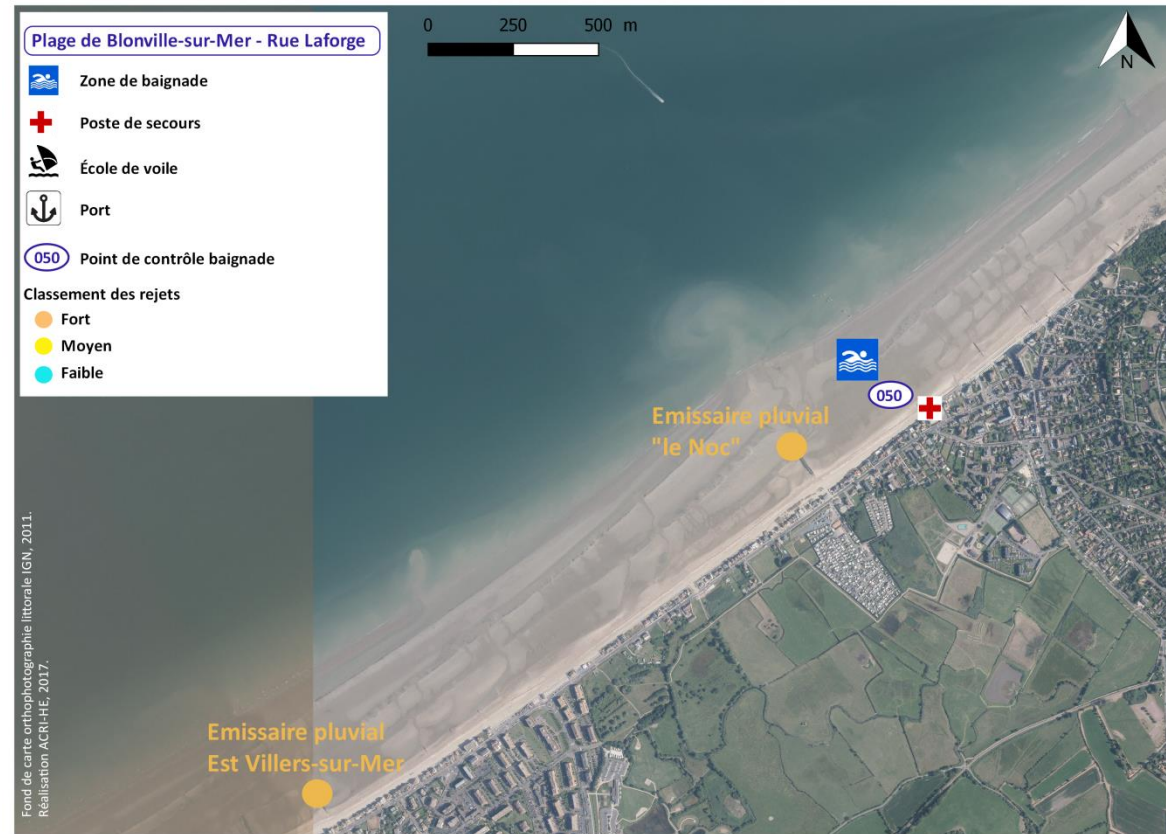 Plage de Blonville-sur-Mer - Rue Laforge
Zone de baignade
Poste de secours
École de voile
Port
050 Point de contrôle baignade
Classement des rejets
Fort
Moyen
Faible
0 250 500 m
N
050
Emissaire pluvial
"le Noc"
Emissaire pluvial
Est Villers-sur-Mer
Fond de carte orthophotographie littorale IGN, 2011.
Réalisation ACRI-HE, 2017.